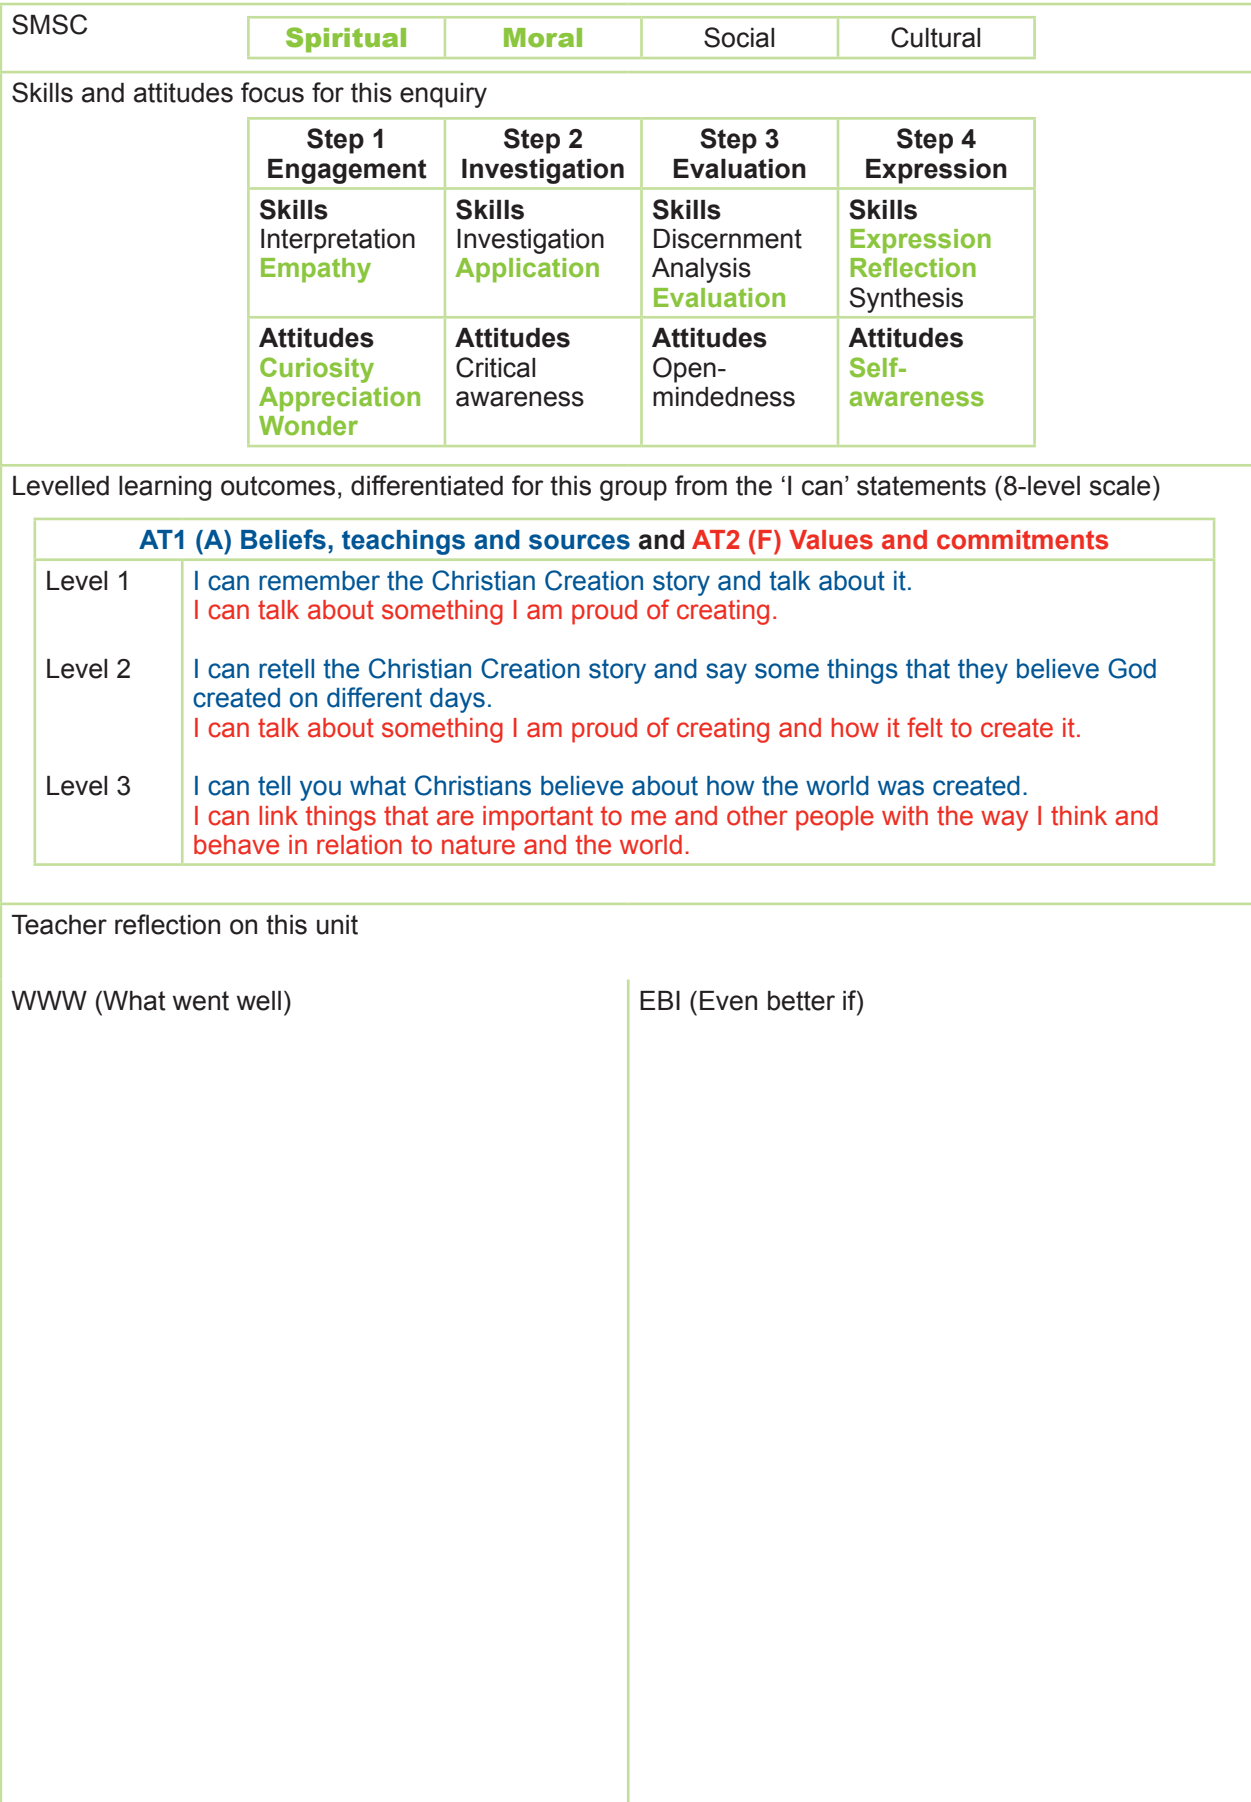 SMSC
Spiritual Moral Social Cultural
Skills and attitudes focus for this enquiry
Step 1
Engagement
Step 2
Investigation
Step 3
Evaluation
Step 4
Expression
Skills
Interpretation
Empathy
Skills
Investigation
Application
Skills
Discernment
Analysis
Evaluation
Skills
Expression
Reflection
Synthesis
Attitudes
Curiosity
Appreciation
Wonder
Attitudes
Critical
awareness
Attitudes
Open-
mindedness
Attitudes
Self-
awareness
Levelled learning outcomes, differentiated for this group from the ‘I can’ statements (8-level scale)
AT1 (A) Beliefs, teachings and sources and AT2 (F) Values and commitments
Level 1
I can remember the Christian Creation story and talk about it.
I can talk about something I am proud of creating.
Level 2
I can retell the Christian Creation story and say some things that they believe God
created on different days.
I can talk about something I am proud of creating and how it felt to create it.
Level 3
I can tell you what Christians believe about how the world was created.
I can link things that are important to me and other people with the way I think and
behave in relation to nature and the world.
Teacher reflection on this unit
WWW (What went well)
EBI (Even better if)